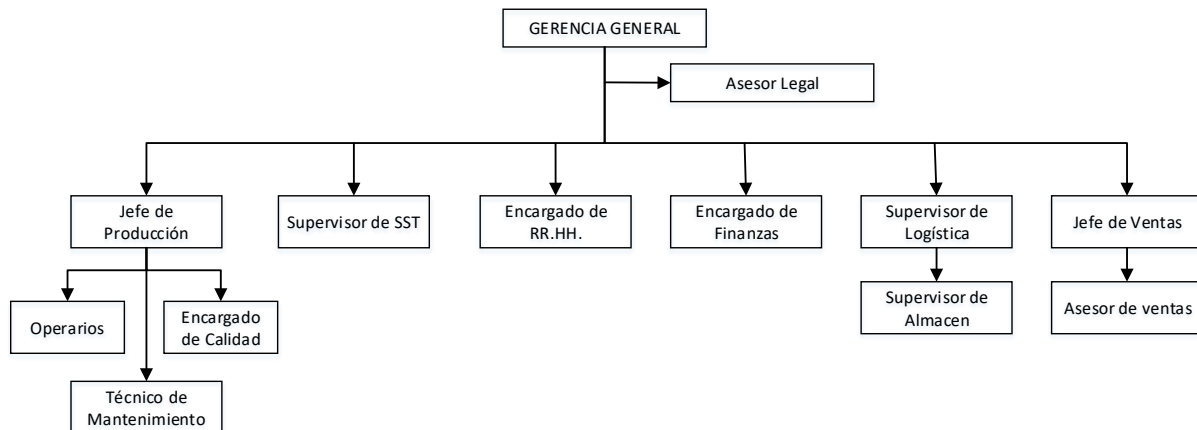 GERENCIA GENERAL
Asesor Legal
Jefe de
Producción
Supervisor de SST
Encargado de
RR.HH.
Encargado de
Finanzas
Supervisor de
Logística
Jefe de Ventas
Operarios
Encargado
de Calidad
Supervisor de
Almacen
Asesor de ventas
Técnico de
Mantenimiento